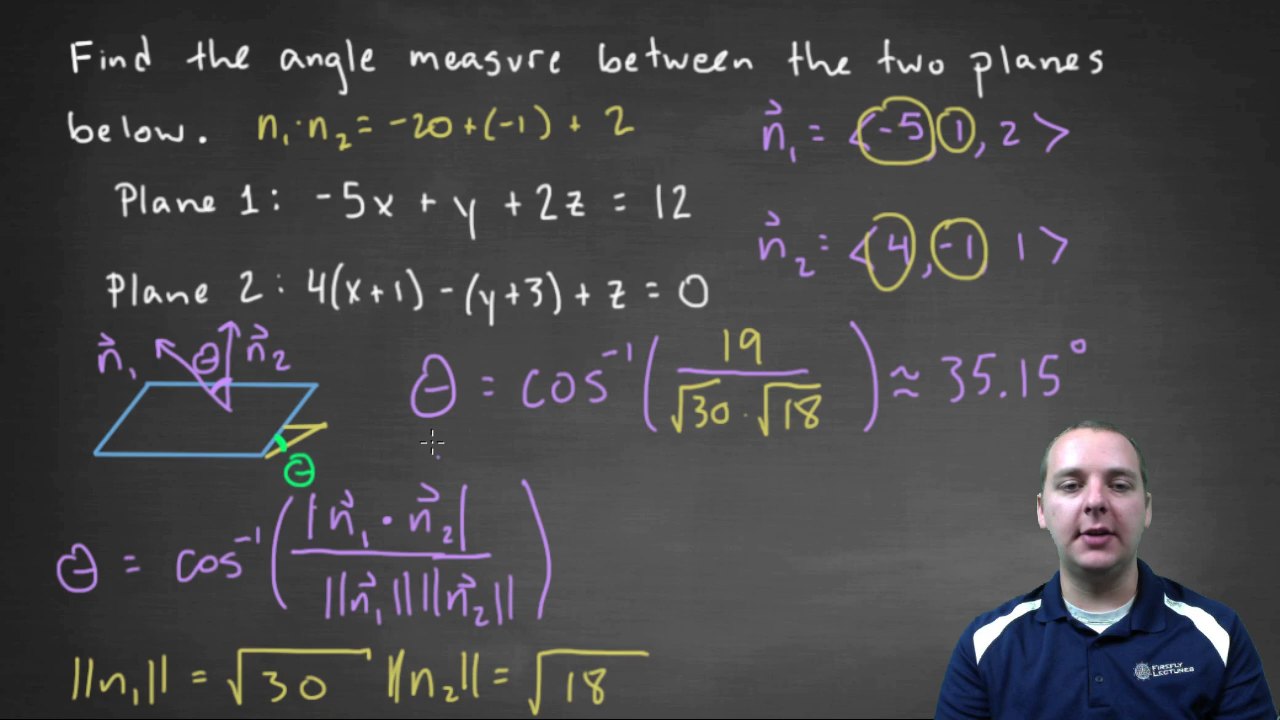 Find the angle measure between the two planes
below. n₁·n₂ = -20 + (-1) + 2
n⃗₁ = <-5, 1, 2>
Plane 1: -5x + y + 2z = 12
n⃗₂ = <4, -1, 1>
Plane 2: 4(x+1) - (y+3) + z = 0
n⃗₁ θ n⃗₂
θ = cos⁻¹(19 / (√30 · √18)) ≈ 35.15°
θ
θ = cos⁻¹(|n⃗₁ · n⃗₂| / (||n⃗₁|| ||n⃗₂||))
||n₁|| = √30 ||n₂|| = √18
FIREFLY
LECTURES